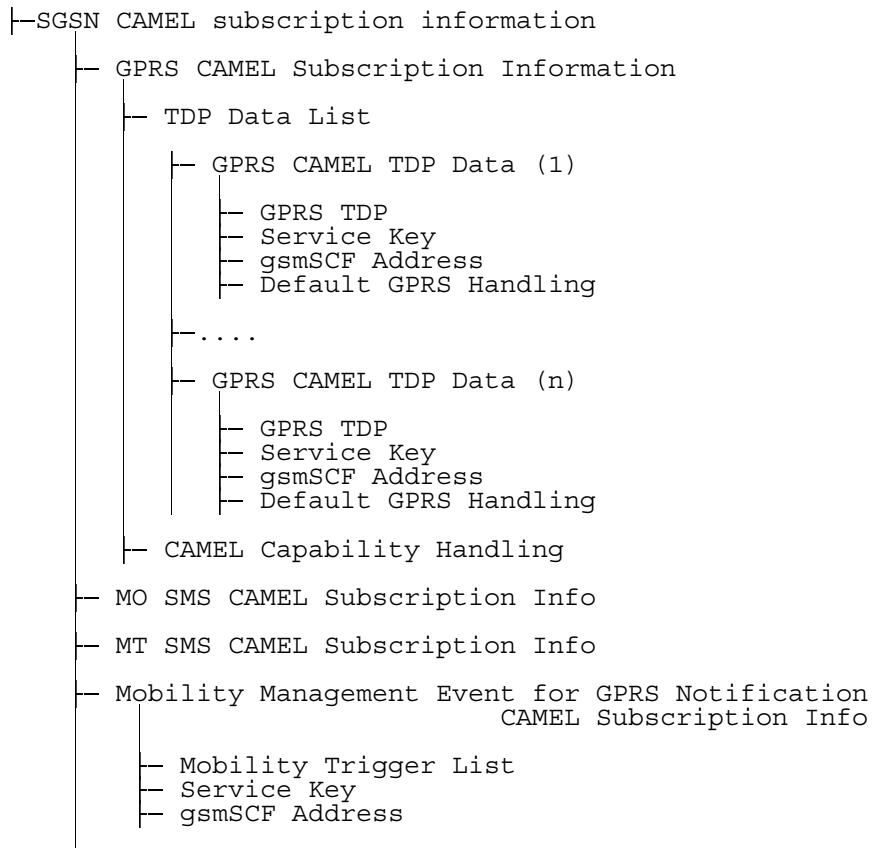 SGSN CAMEL subscription information
GPRS CAMEL Subscription Information
TDP Data List
GPRS CAMEL TDP Data (1)
GPRS TDP
Service Key
gsmSCF Address
Default GPRS Handling
....
GPRS CAMEL TDP Data (n)
GPRS TDP
Service Key
gsmSCF Address
Default GPRS Handling
CAMEL Capability Handling
MO SMS CAMEL Subscription Info
MT SMS CAMEL Subscription Info
Mobility Management Event for GPRS Notification
CAMEL Subscription Info
Mobility Trigger List
Service Key
gsmSCF Address